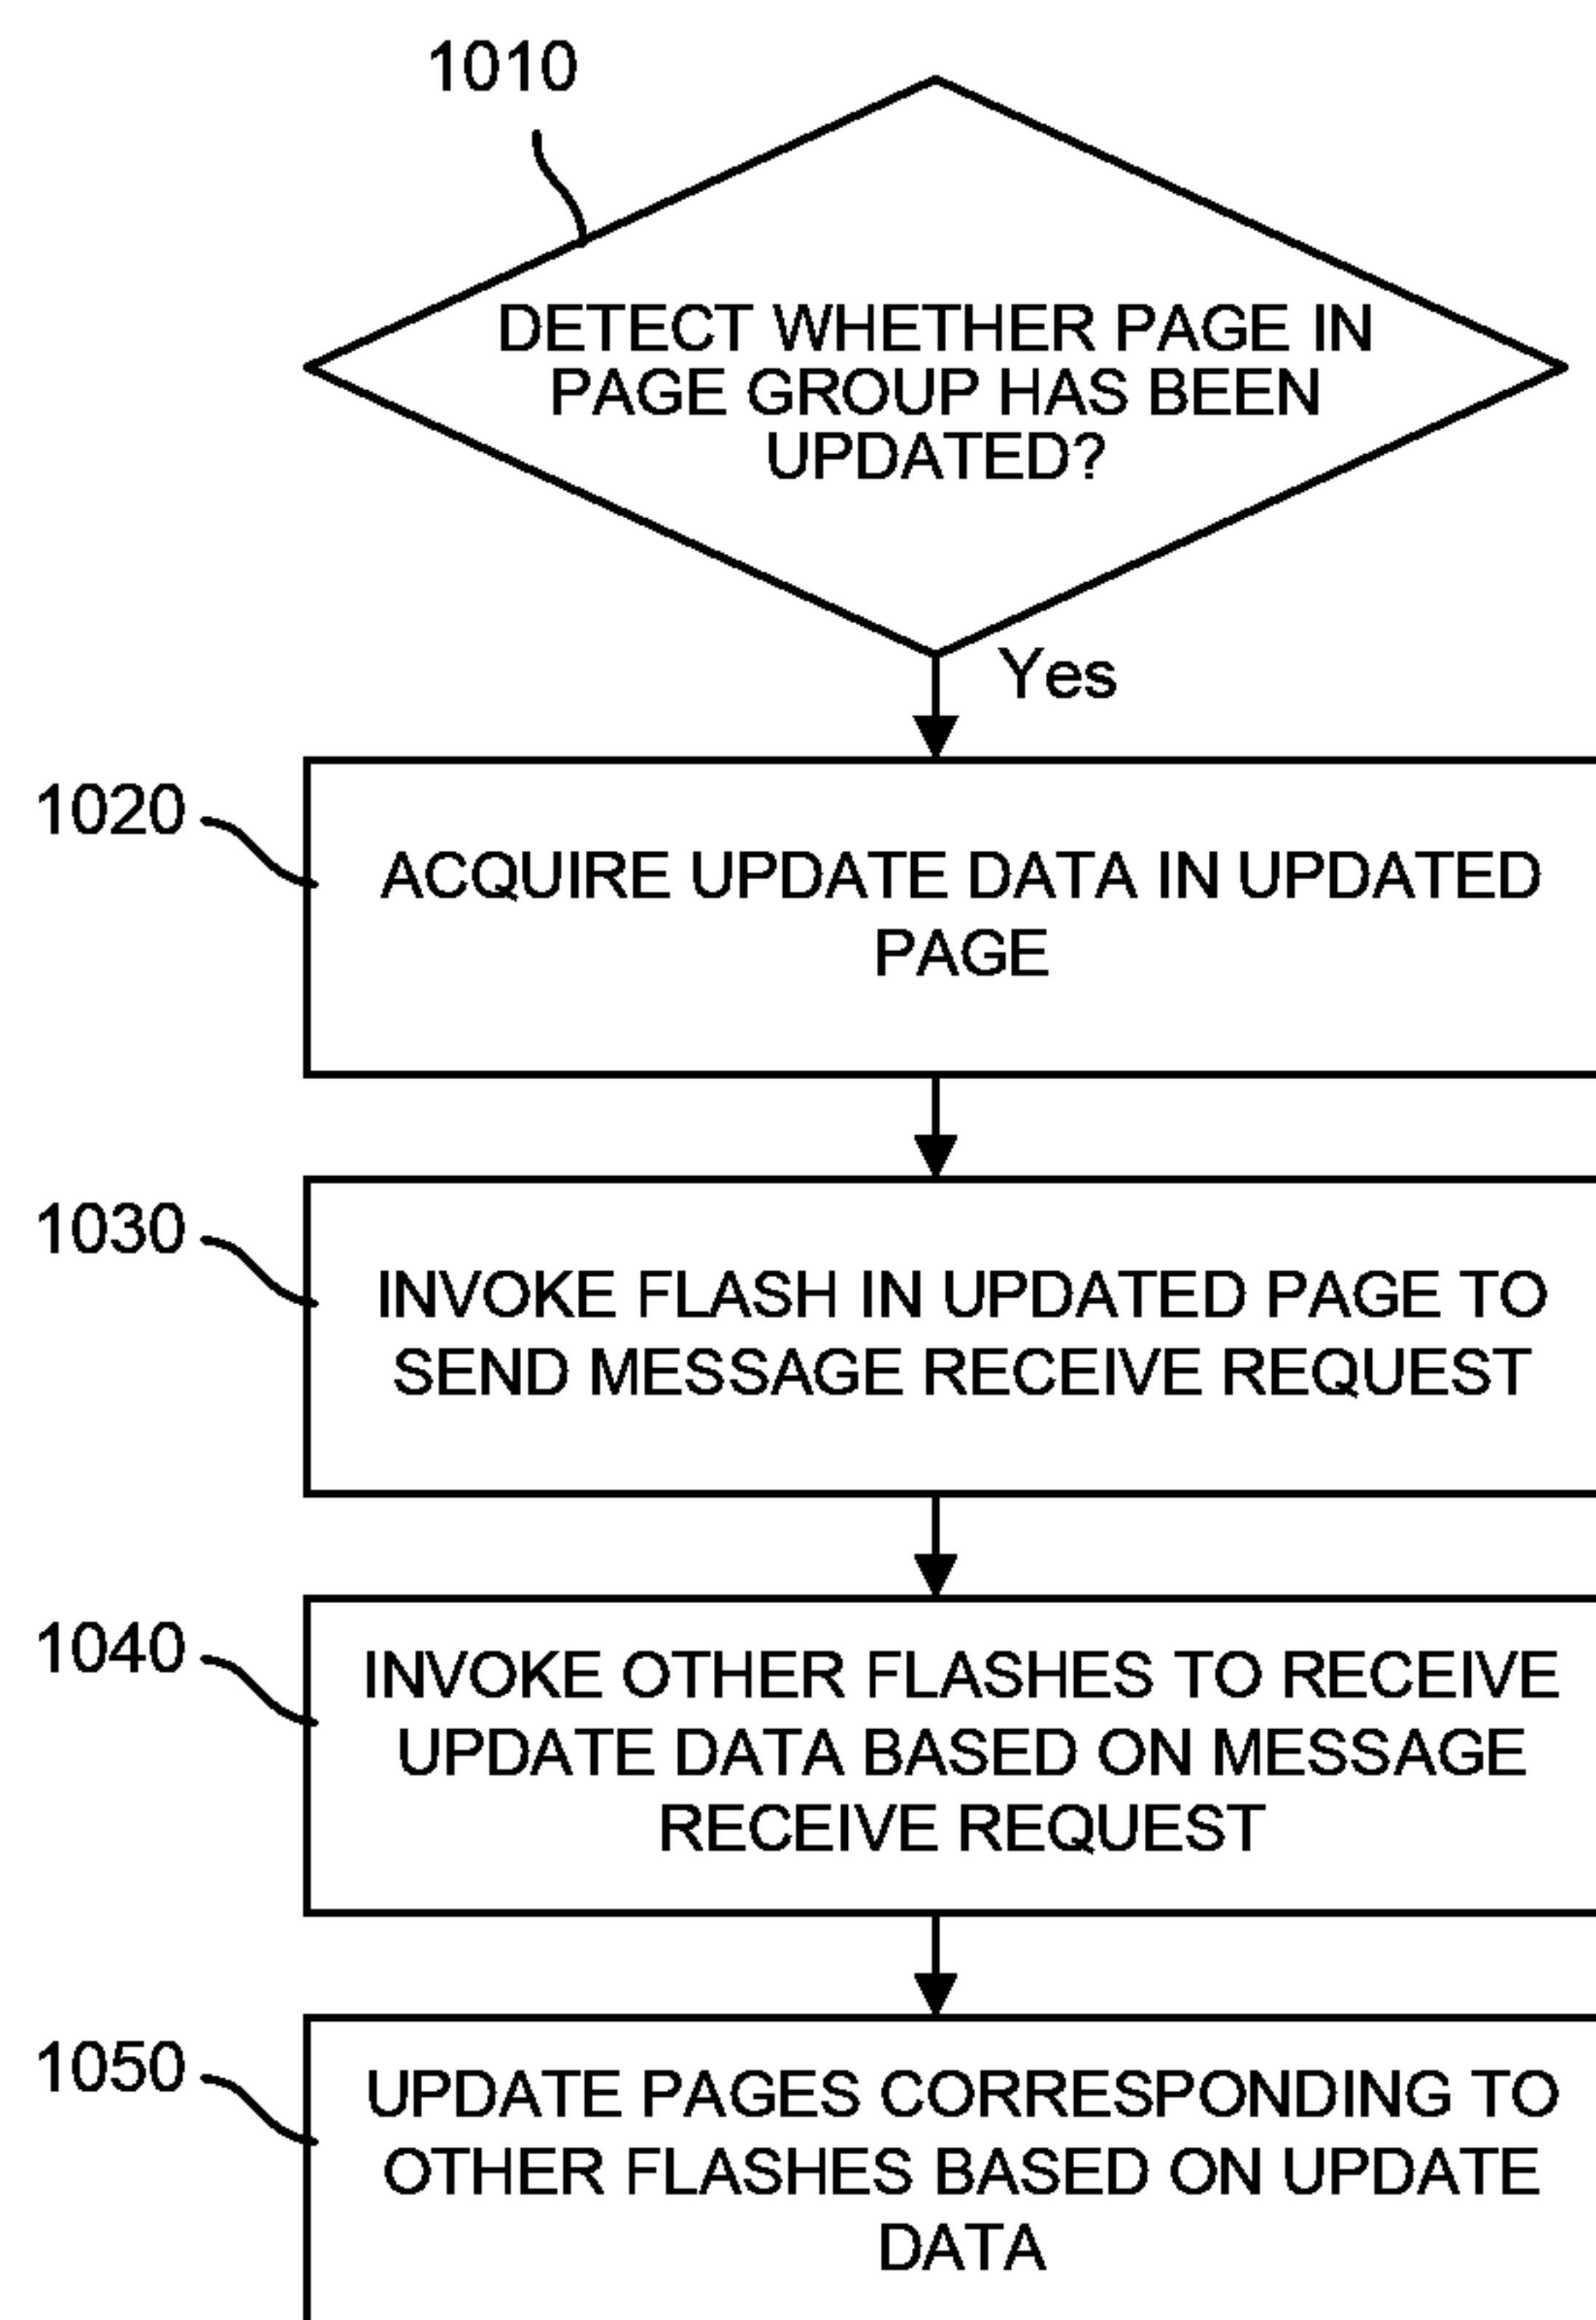 1010
DETECT WHETHER PAGE IN
PAGE GROUP HAS BEEN
UPDATED?
Yes
1020
ACQUIRE UPDATE DATA IN UPDATED
PAGE
1030
INVOKE FLASH IN UPDATED PAGE TO
SEND MESSAGE RECEIVE REQUEST
1040
INVOKE OTHER FLASHES TO RECEIVE
UPDATE DATA BASED ON MESSAGE
RECEIVE REQUEST
1050
UPDATE PAGES CORRESPONDING TO
OTHER FLASHES BASED ON UPDATE
DATA